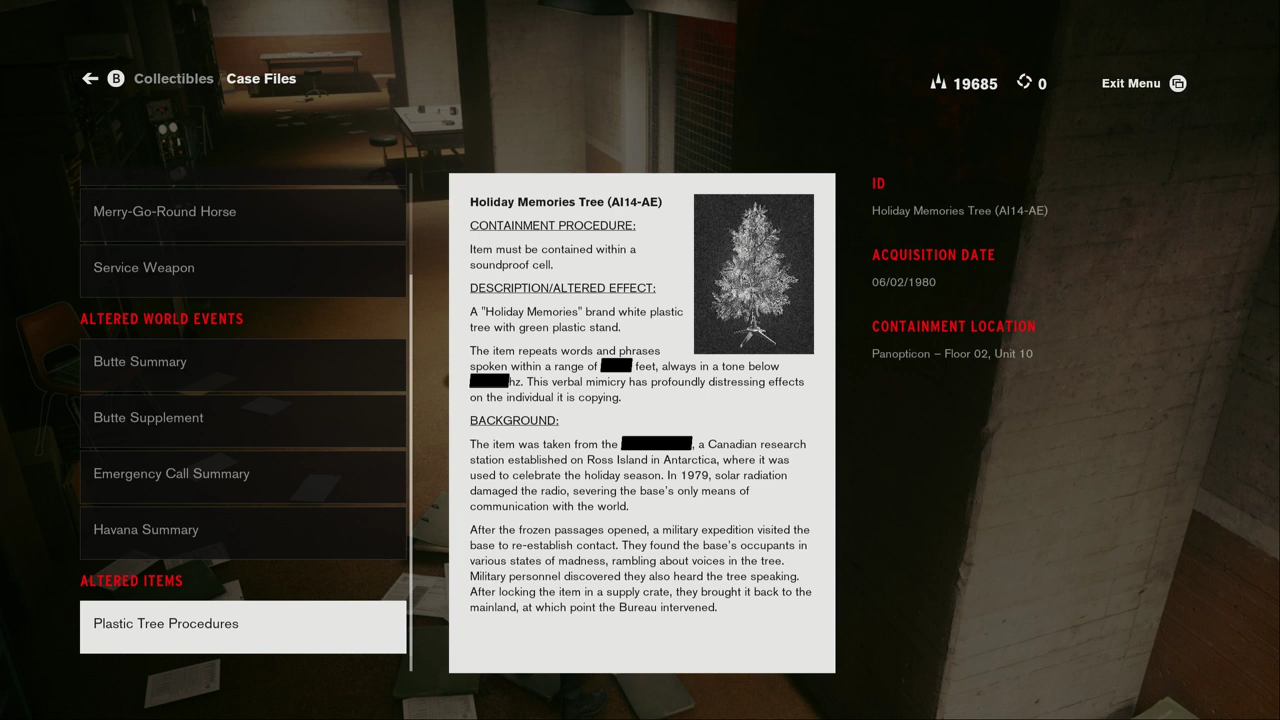 B Collectibles / Case Files
19685 0 Exit Menu
Merry-Go-Round Horse
Service Weapon
ALTERED WORLD EVENTS
Butte Summary
Butte Supplement
Emergency Call Summary
Havana Summary
ALTERED ITEMS
Plastic Tree Procedures
Holiday Memories Tree (AI14-AE)
CONTAINMENT PROCEDURE:
Item must be contained within a
soundproof cell.
DESCRIPTION/ALTERED EFFECT:
A "Holiday Memories" brand white plastic
tree with green plastic stand.
The item repeats words and phrases
spoken within a range of feet, always in a tone below
hz. This verbal mimicry has profoundly distressing effects
on the individual it is copying.
BACKGROUND:
The item was taken from the , a Canadian research
station established on Ross Island in Antarctica, where it was
used to celebrate the holiday season. In 1979, solar radiation
damaged the radio, severing the base's only means of
communication with the world.
After the frozen passages opened, a military expedition visited the
base to re-establish contact. They found the base's occupants in
various states of madness, rambling about voices in the tree.
Military personnel discovered they also heard the tree speaking.
After locking the item in a supply crate, they brought it back to the
mainland, at which point the Bureau intervened.
ID
Holiday Memories Tree (AI14-AE)
ACQUISITION DATE
06/02/1980
CONTAINMENT LOCATION
Panopticon – Floor 02, Unit 10